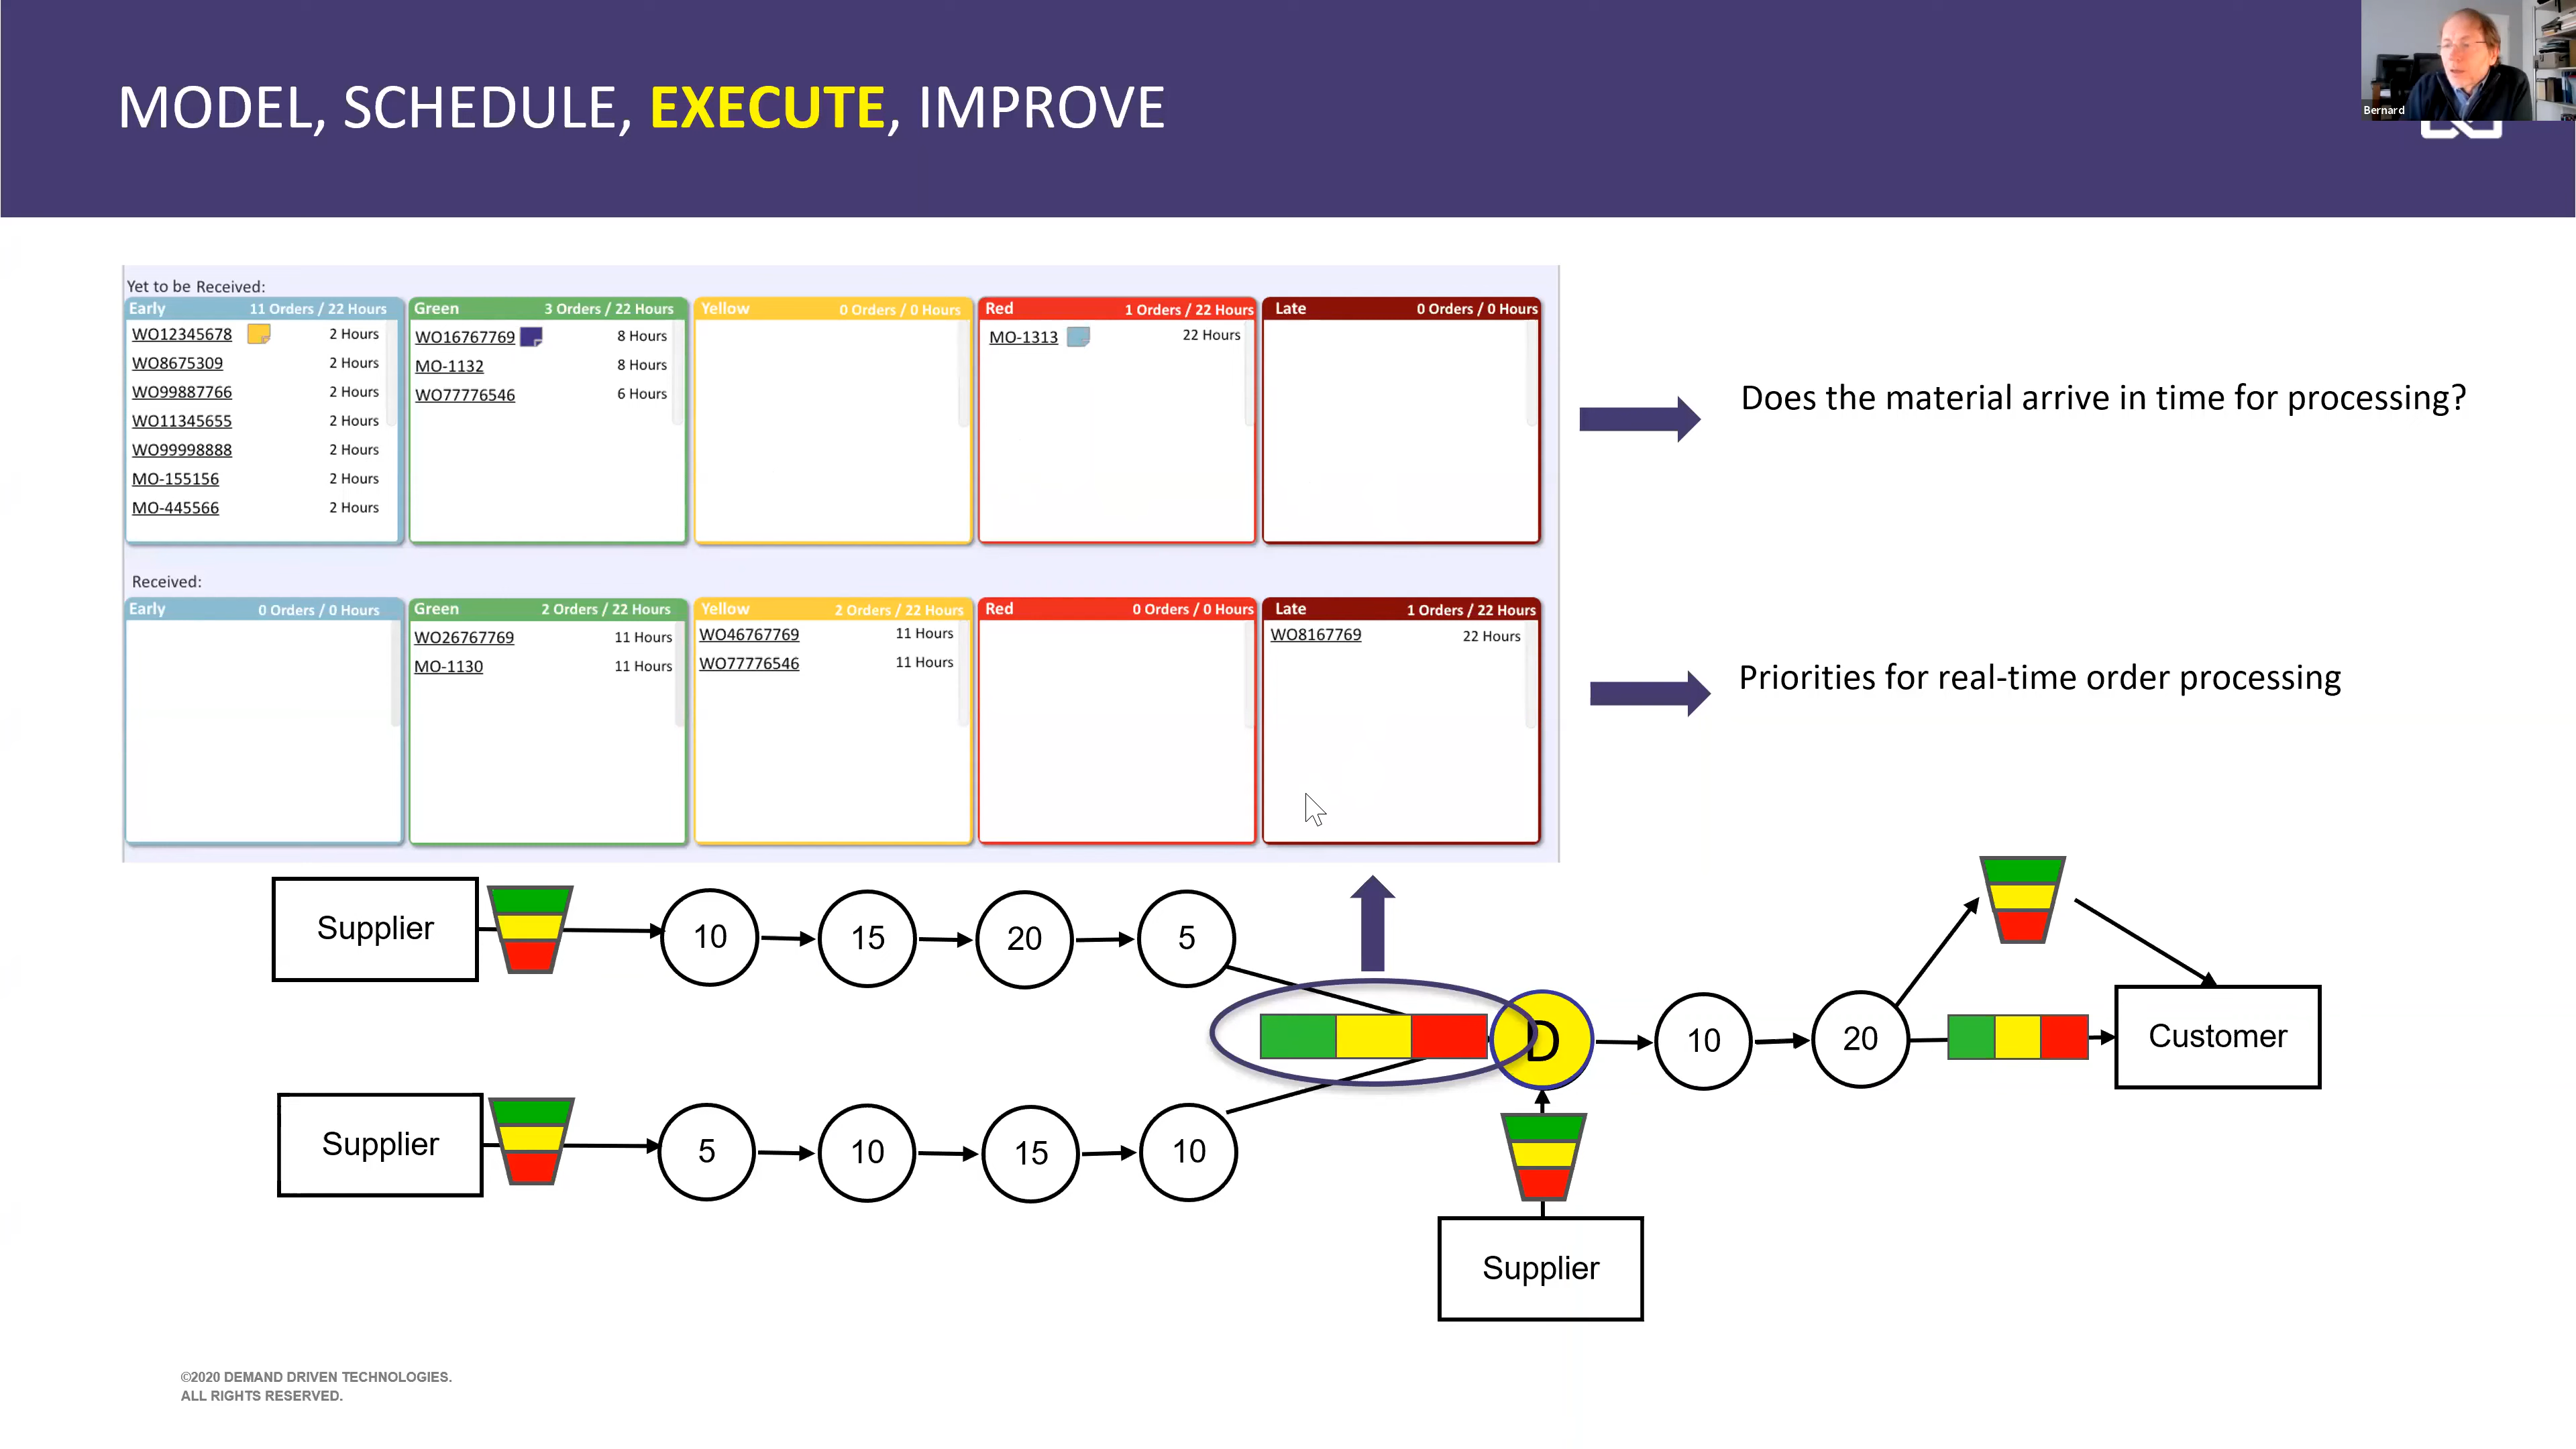 MODEL, SCHEDULE, EXECUTE, IMPROVE
Bernard
Yet to be Received:
Early 11 Orders / 22 Hours
WO12345678 2 Hours
WO8675309 2 Hours
WO99887766 2 Hours
WO11345655 2 Hours
WO99998888 2 Hours
MO-155156 2 Hours
MO-445566 2 Hours
Green 3 Orders / 22 Hours
WO16767769 8 Hours
MO-1132 8 Hours
WO77776546 6 Hours
Yellow 0 Orders / 0 Hours
Red 1 Orders / 22 Hours
MO-1313 22 Hours
Late 0 Orders / 0 Hours
Does the material arrive in time for processing?
Received:
Early 0 Orders / 0 Hours
Green 2 Orders / 22 Hours
WO26767769 11 Hours
MO-1130 11 Hours
Yellow 2 Orders / 22 Hours
WO46767769 11 Hours
WO77776546 11 Hours
Red 0 Orders / 0 Hours
Late 1 Orders / 22 Hours
WO8167769 22 Hours
Priorities for real-time order processing
Supplier
10
15
20
5
D
10
20
Customer
Supplier
5
10
15
10
Supplier
©2020 DEMAND DRIVEN TECHNOLOGIES.
ALL RIGHTS RESERVED.